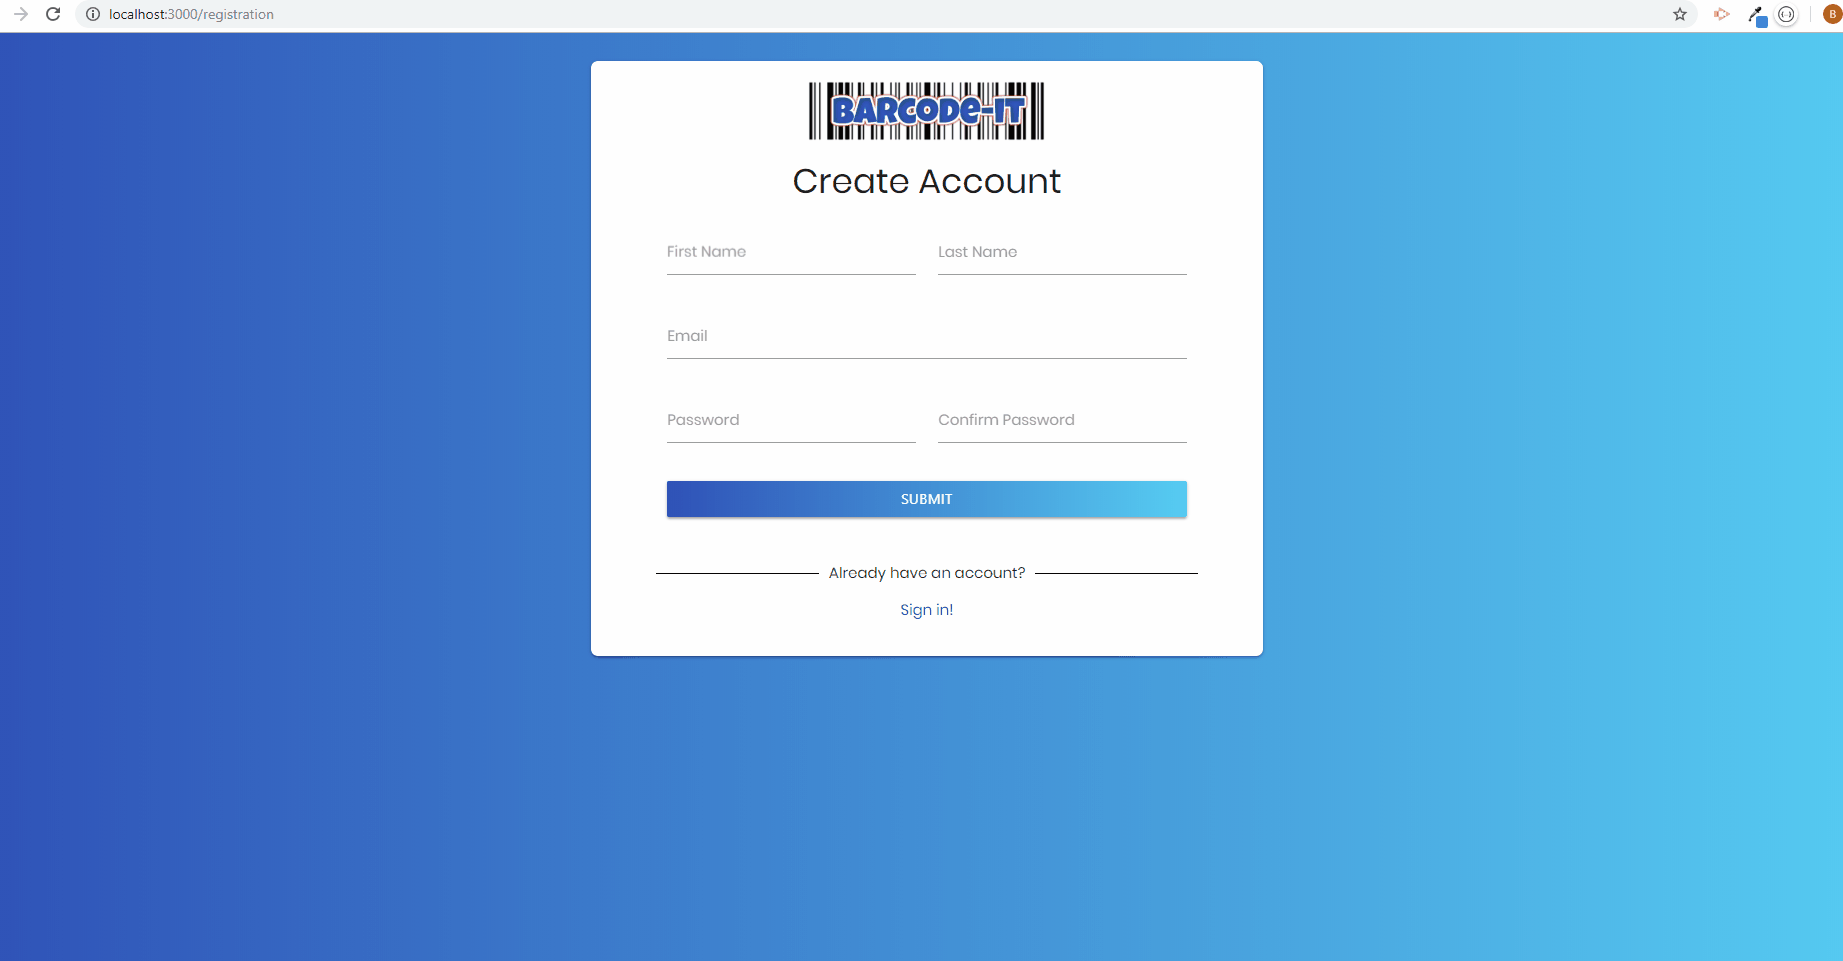 localhost:3000/registration
B
BARCODE-IT
Create Account
First Name Last Name
Email
Password Confirm Password
SUBMIT
Already have an account?
Sign in!